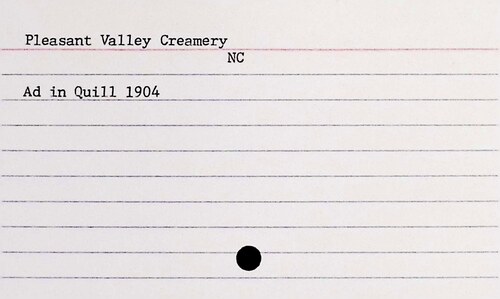 Pleasant Valley Creamery
NC
Ad in Quill 1904